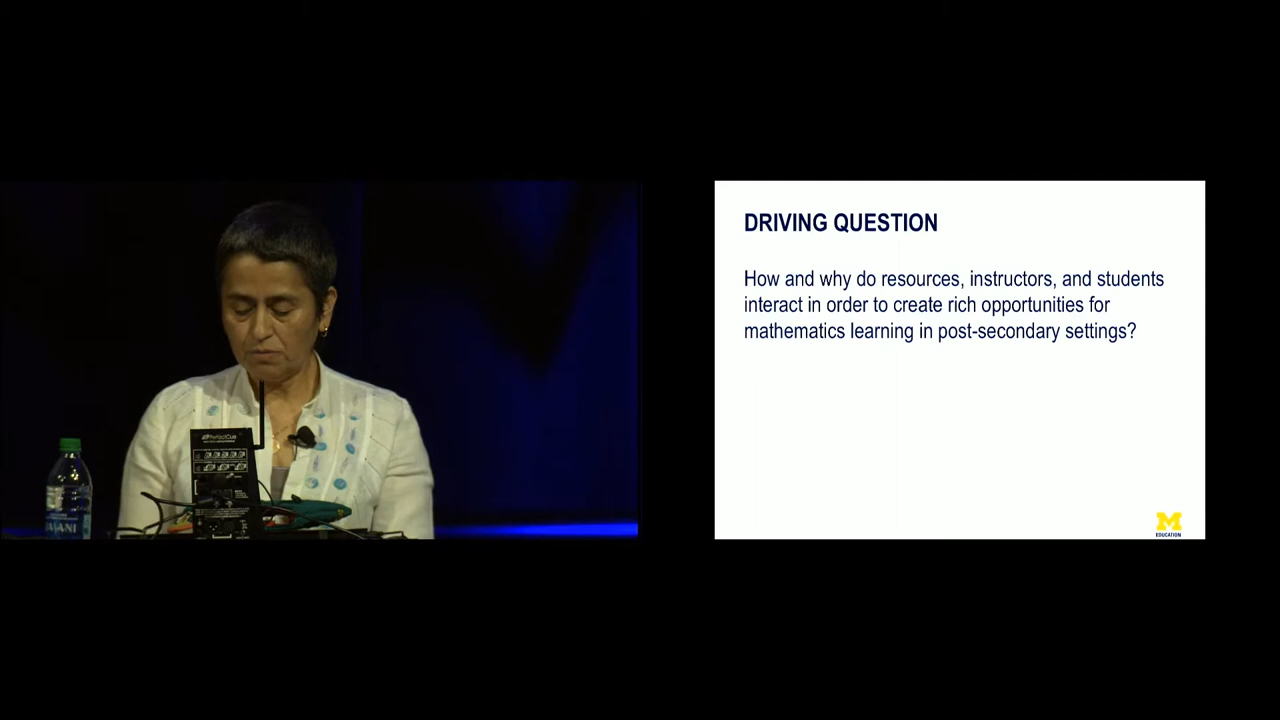 DRIVING QUESTION
How and why do resources, instructors, and students
interact in order to create rich opportunities for
mathematics learning in post-secondary settings?
M
EDUCATION
PerfectCue